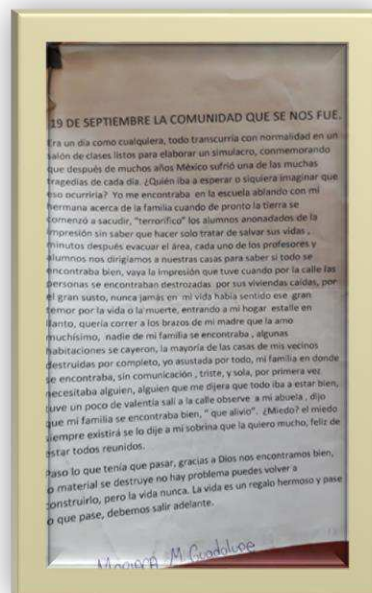 19 DE SEPTIEMBRE LA COMUNIDAD QUE SE NOS FUE.
Era un día como cualquiera, todo transcurría con normalidad en un
salón de clases listos para elaborar un simulacro, conmemorando
que después de muchos años México sufrió una de las muchas
tragedias de cada día. ¿Quién iba a esperar o siquiera imaginar que
eso ocurriría? Yo me encontraba en la escuela ablando con mi
hermana acerca de la familia cuando de pronto la tierra se
comenzó a sacudir, "terrorífico" los alumnos anonadados de la
impresión sin saber que hacer solo tratar de salvar sus vidas ,
minutos después evacuar el área, cada uno de los profesores y
alumnos nos dirigíamos a nuestras casas para saber si todo se
encontraba bien, vaya la impresión que tuve cuando por la calle las
personas se encontraban destrozadas por sus viviendas caídas, por
el gran susto, nunca jamás en mi vida había sentido ese gran
temor por la vida o la muerte, entrando a mi hogar estalle en
llanto, quería correr a los brazos de mi madre que la amo
muchísimo, nadie de mi familia se encontraba , algunas
habitaciones se cayeron, la mayoría de las casas de mis vecinos
destruidas por completo, yo asustada por todo, mi familia en donde
se encontraba, sin comunicación , triste, y sola, por primera vez
necesitaba alguien, alguien que me dijera que todo iba a estar bien,
tuve un poco de valentía salí a la calle observe a mi abuela , dijo
que mi familia se encontraba bien, " que alivio". ¿Miedo? el miedo
siempre existirá se lo dije a mi sobrina que la quiero mucho, feliz de
estar todos reunidos.
Paso lo que tenía que pasar, gracias a Dios nos encontramos bien,
lo material se destruye no hay problema puedes volver a
construirlo, pero la vida nunca. La vida es un regalo hermoso y pase
lo que pase, debemos salir adelante.
Mariana M. Guadalupe